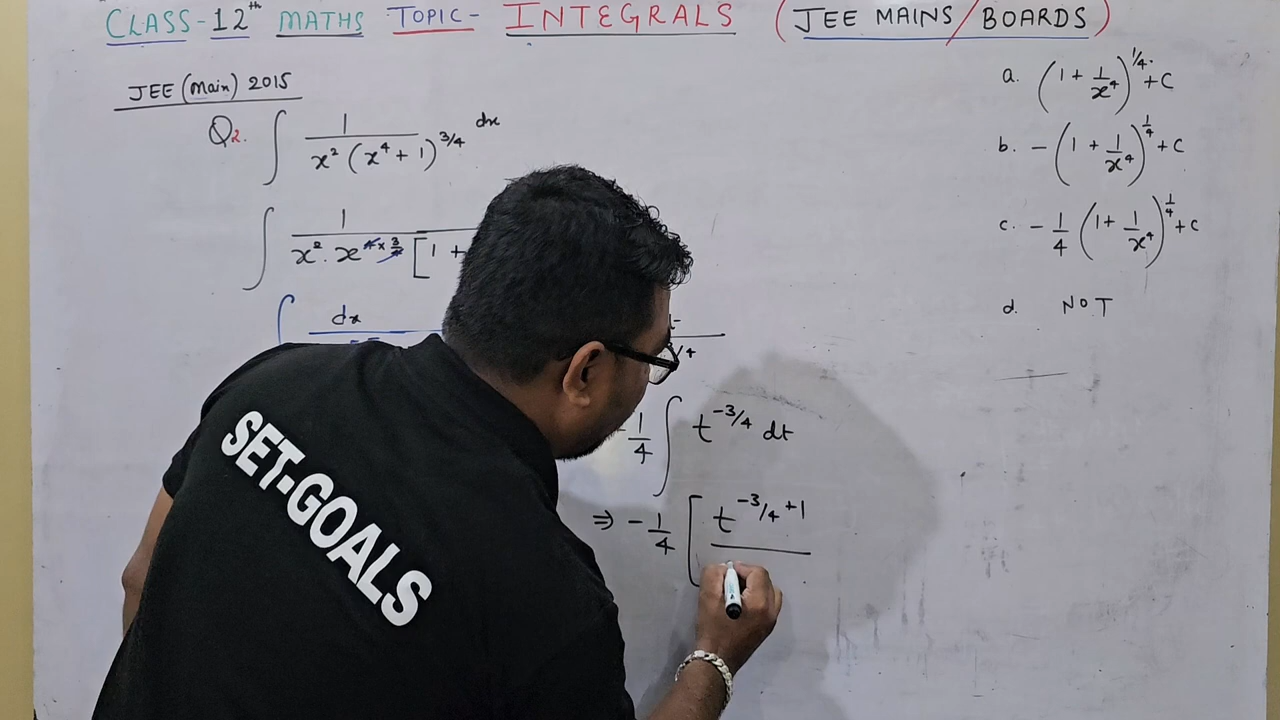 CLASS-12th MATHS TOPIC- INTEGRALS (JEE MAINS/BOARDS)
JEE (Main) 2015
Q2. ∫ 1 / x² (x⁴ + 1)^3/4 dx
∫ 1 / x² . x^4×3/4 [1 +
∫ dx
-1/4 ∫ t^-3/4 dt
⇒ -1/4 [ t^-3/4 +1
a. (1 + 1/x⁴)^1/4 + C
b. - (1 + 1/x⁴)^1/4 + C
c. - 1/4 (1 + 1/x⁴)^1/4 + C
d. NOT
SET-GOALS